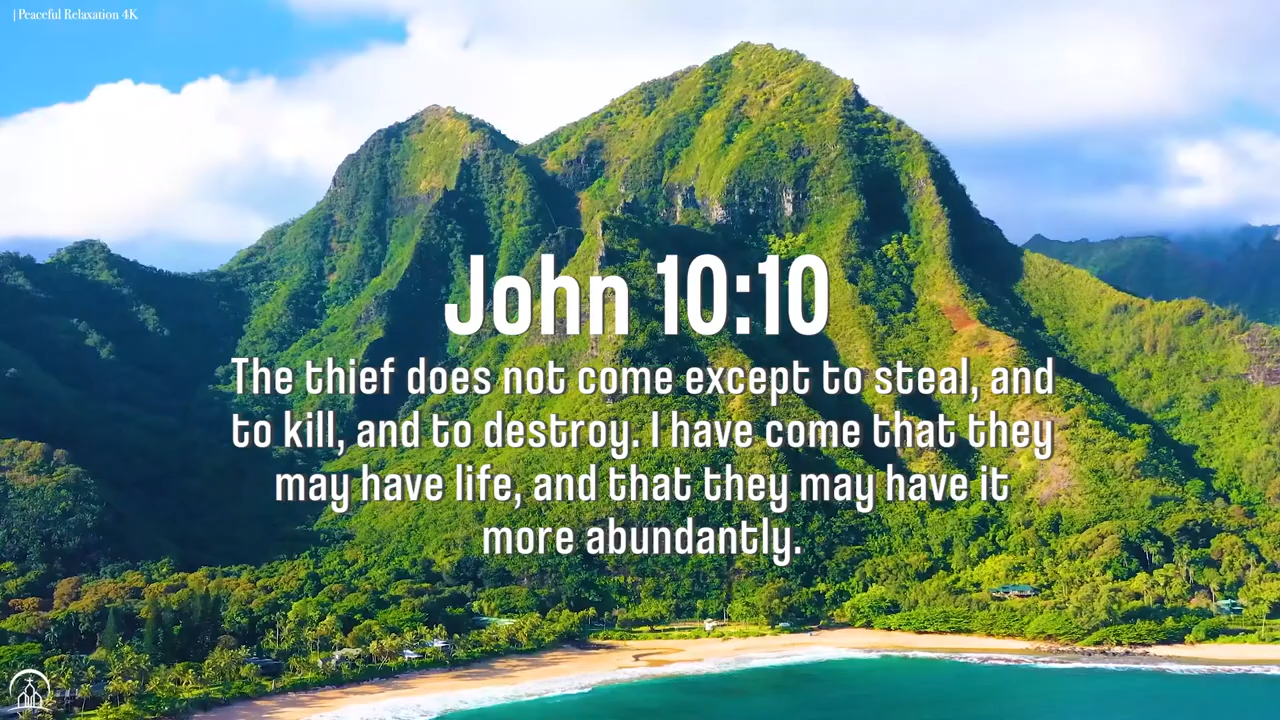 | Peaceful Relaxation 4K
John 10:10
The thief does not come except to steal, and
to kill, and to destroy. I have come that they
may have life, and that they may have it
more abundantly.